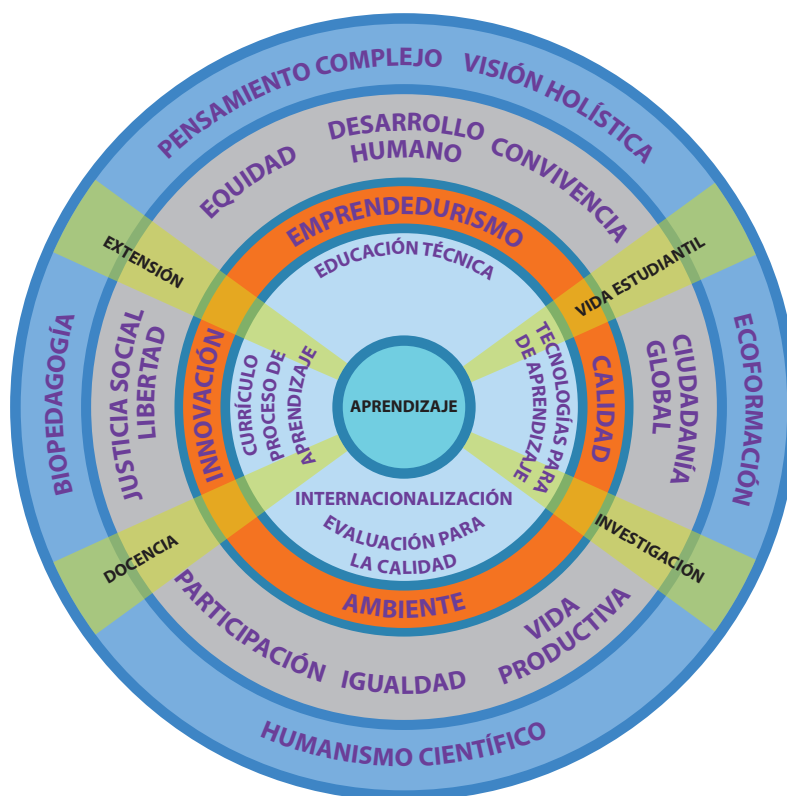 PENSAMIENTO COMPLEJO
VISIÓN HOLÍSTICA
EQUIDAD
DESARROLLO
HUMANO
CONVIVENCIA
EMPRENDEDURISMO
EDUCACIÓN TÉCNICA
EXTENSIÓN
VIDA ESTUDIANTIL
BIOPEDAGOGÍA
JUSTICIA SOCIAL
LIBERTAD
INNOVACIÓN
CURRÍCULO
PROCESO DE
APRENDIZAJE
APRENDIZAJE
TECNOLOGÍAS PARA
DE APRENDIZAJE
CALIDAD
CIUDADANÍA
GLOBAL
ECOFORMACIÓN
INTERNACIONALIZACIÓN
EVALUACIÓN PARA
LA CALIDAD
DOCENCIA
INVESTIGACIÓN
AMBIENTE
PARTICIPACIÓN
IGUALDAD
VIDA
PRODUCTIVA
HUMANISMO CIENTÍFICO